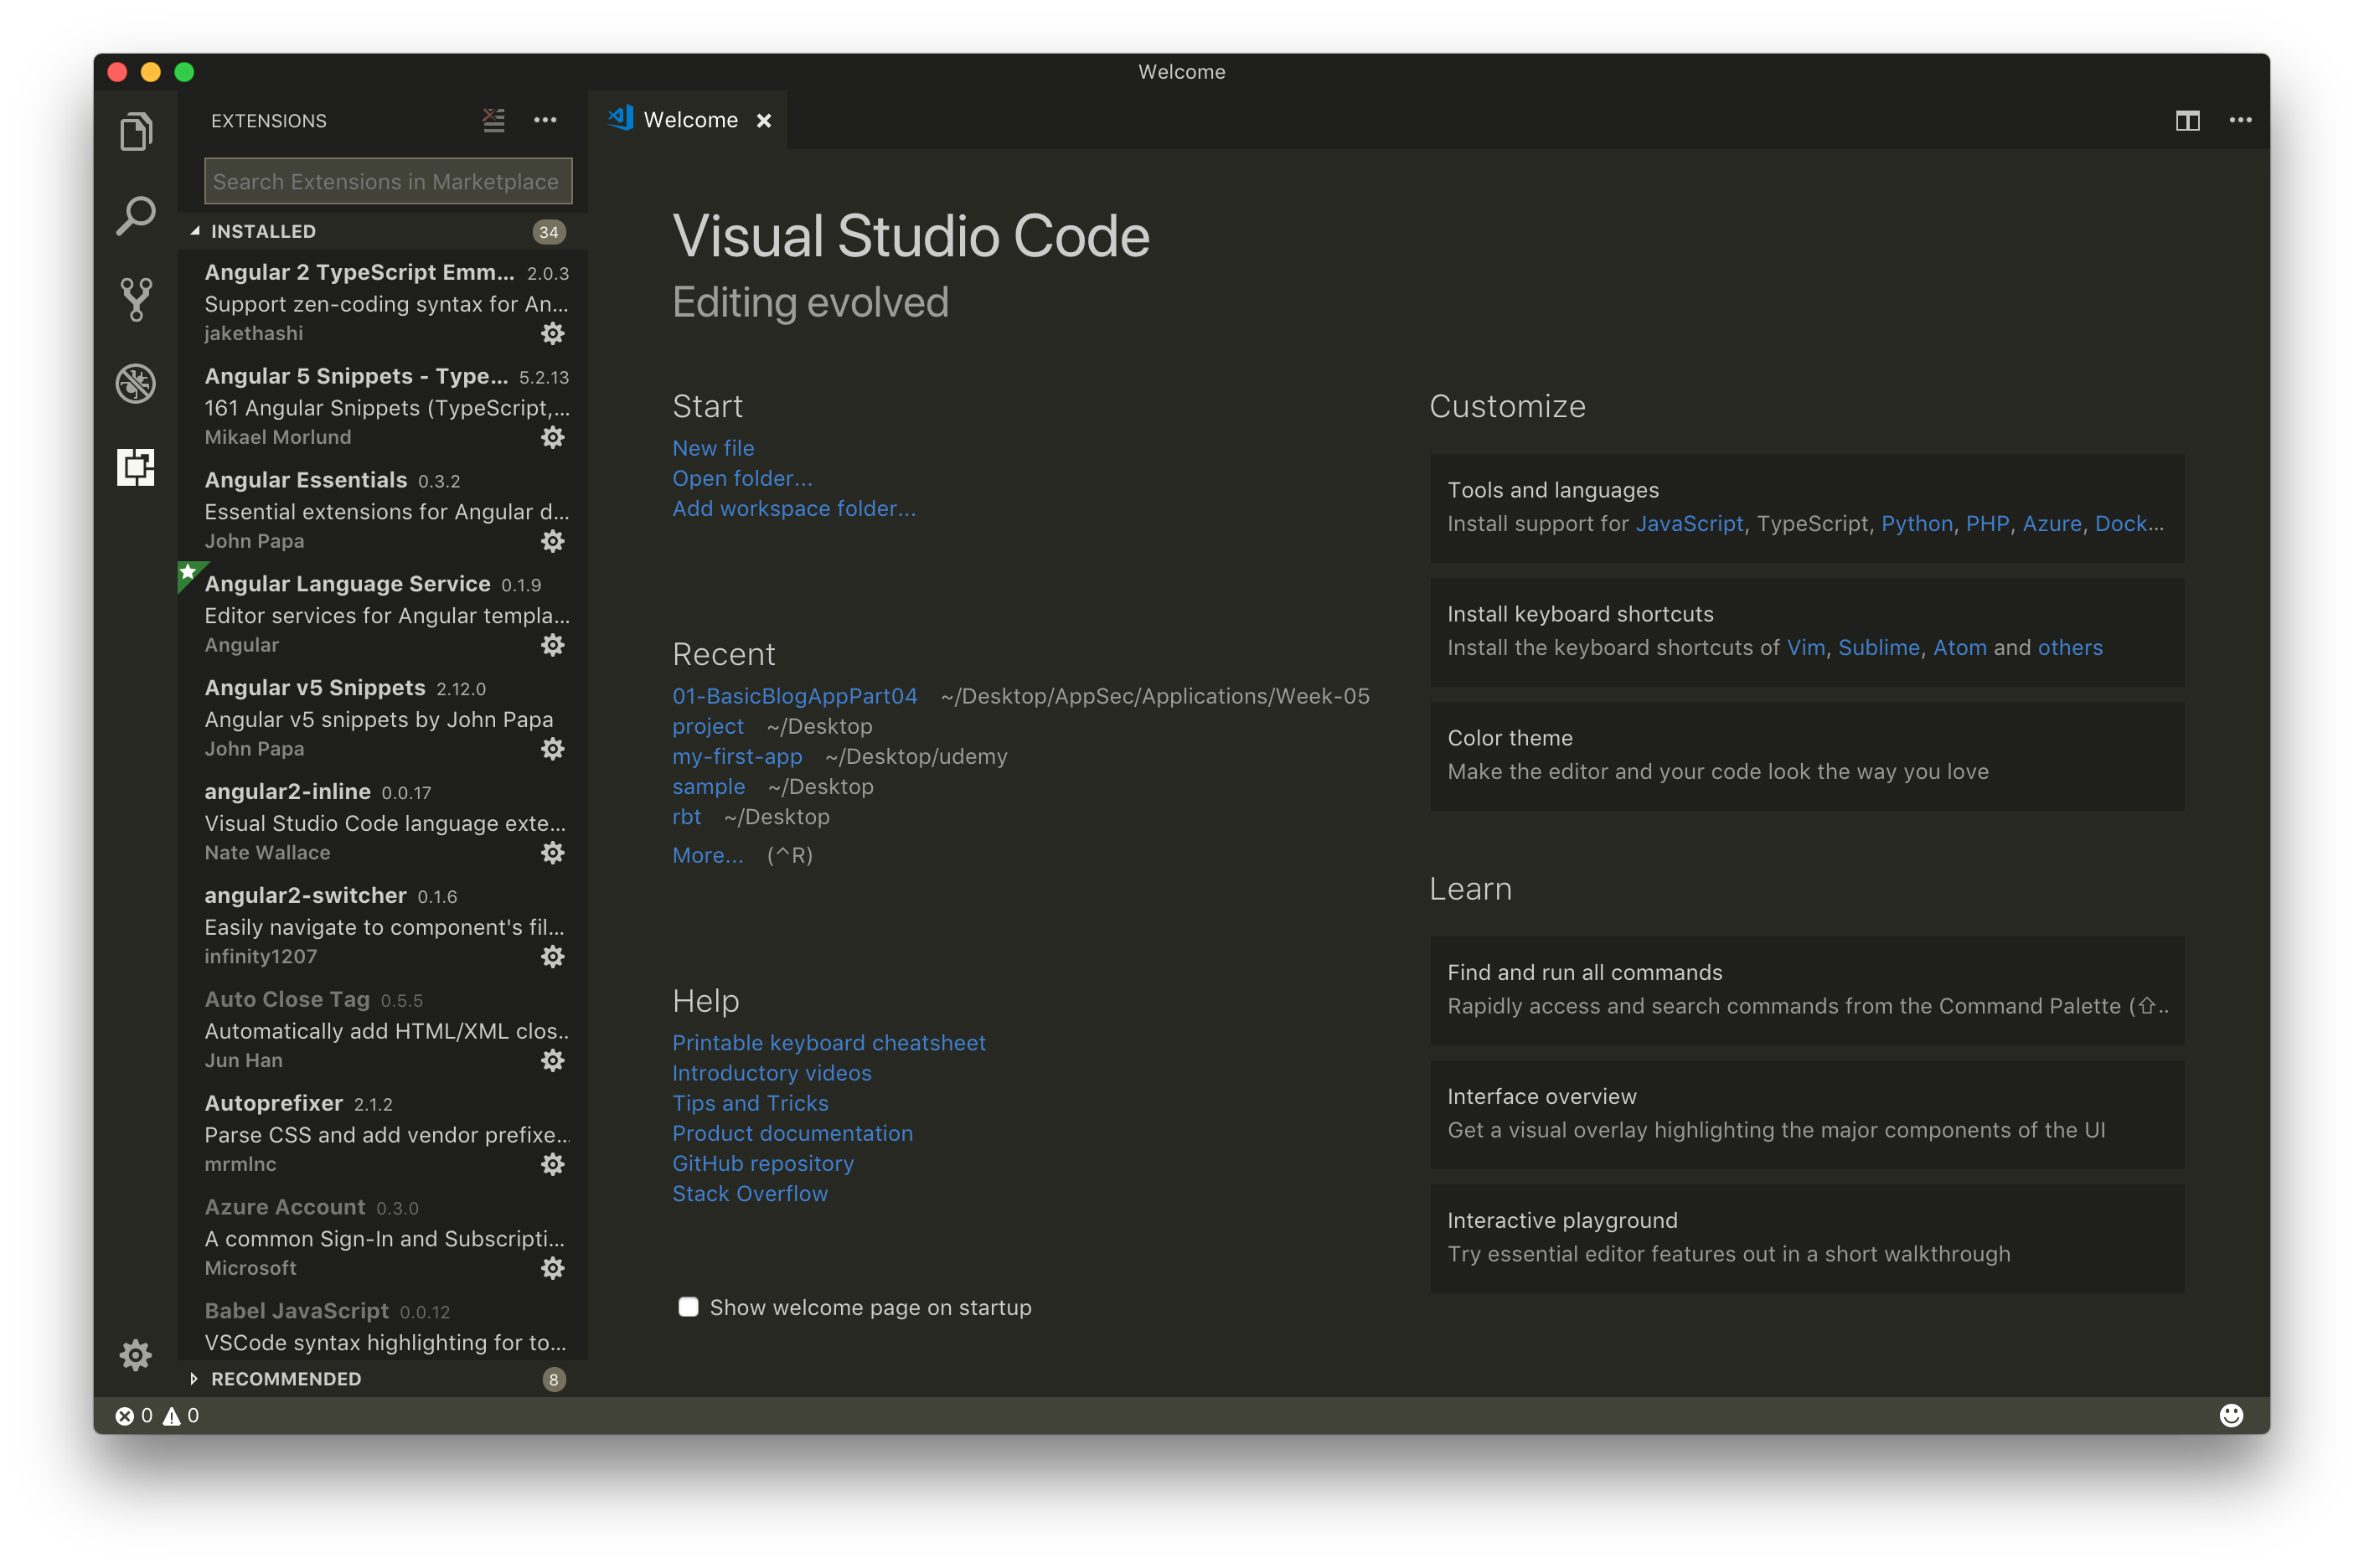 Welcome
EXTENSIONS
Search Extensions in Marketplace
INSTALLED 34
Angular 2 TypeScript Emm... 2.0.3
Support zen-coding syntax for An...
jakethashi
Angular 5 Snippets - Type... 5.2.13
161 Angular Snippets (TypeScript,...
Mikael Morlund
Angular Essentials 0.3.2
Essential extensions for Angular d...
John Papa
Angular Language Service 0.1.9
Editor services for Angular templa...
Angular
Angular v5 Snippets 2.12.0
Angular v5 snippets by John Papa
John Papa
angular2-inline 0.0.17
Visual Studio Code language exte...
Nate Wallace
angular2-switcher 0.1.6
Easily navigate to component's fil...
infinity1207
Auto Close Tag 0.5.5
Automatically add HTML/XML clos..
Jun Han
Autoprefixer 2.1.2
Parse CSS and add vendor prefixe...
mrmlnc
Azure Account 0.3.0
A common Sign-In and Subscripti...
Microsoft
Babel JavaScript 0.0.12
VSCode syntax highlighting for to...
RECOMMENDED 8
Welcome
Visual Studio Code
Editing evolved
Start
New file
Open folder...
Add workspace folder...
Recent
01-BasicBlogAppPart04 ~/Desktop/AppSec/Applications/Week-05
project ~/Desktop
my-first-app ~/Desktop/udemy
sample ~/Desktop
rbt ~/Desktop
More... (^R)
Help
Printable keyboard cheatsheet
Introductory videos
Tips and Tricks
Product documentation
GitHub repository
Stack Overflow
Show welcome page on startup
Customize
Tools and languages
Install support for JavaScript, TypeScript, Python, PHP, Azure, Dock...
Install keyboard shortcuts
Install the keyboard shortcuts of Vim, Sublime, Atom and others
Color theme
Make the editor and your code look the way you love
Learn
Find and run all commands
Rapidly access and search commands from the Command Palette (⇧..
Interface overview
Get a visual overlay highlighting the major components of the UI
Interactive playground
Try essential editor features out in a short walkthrough
0 0